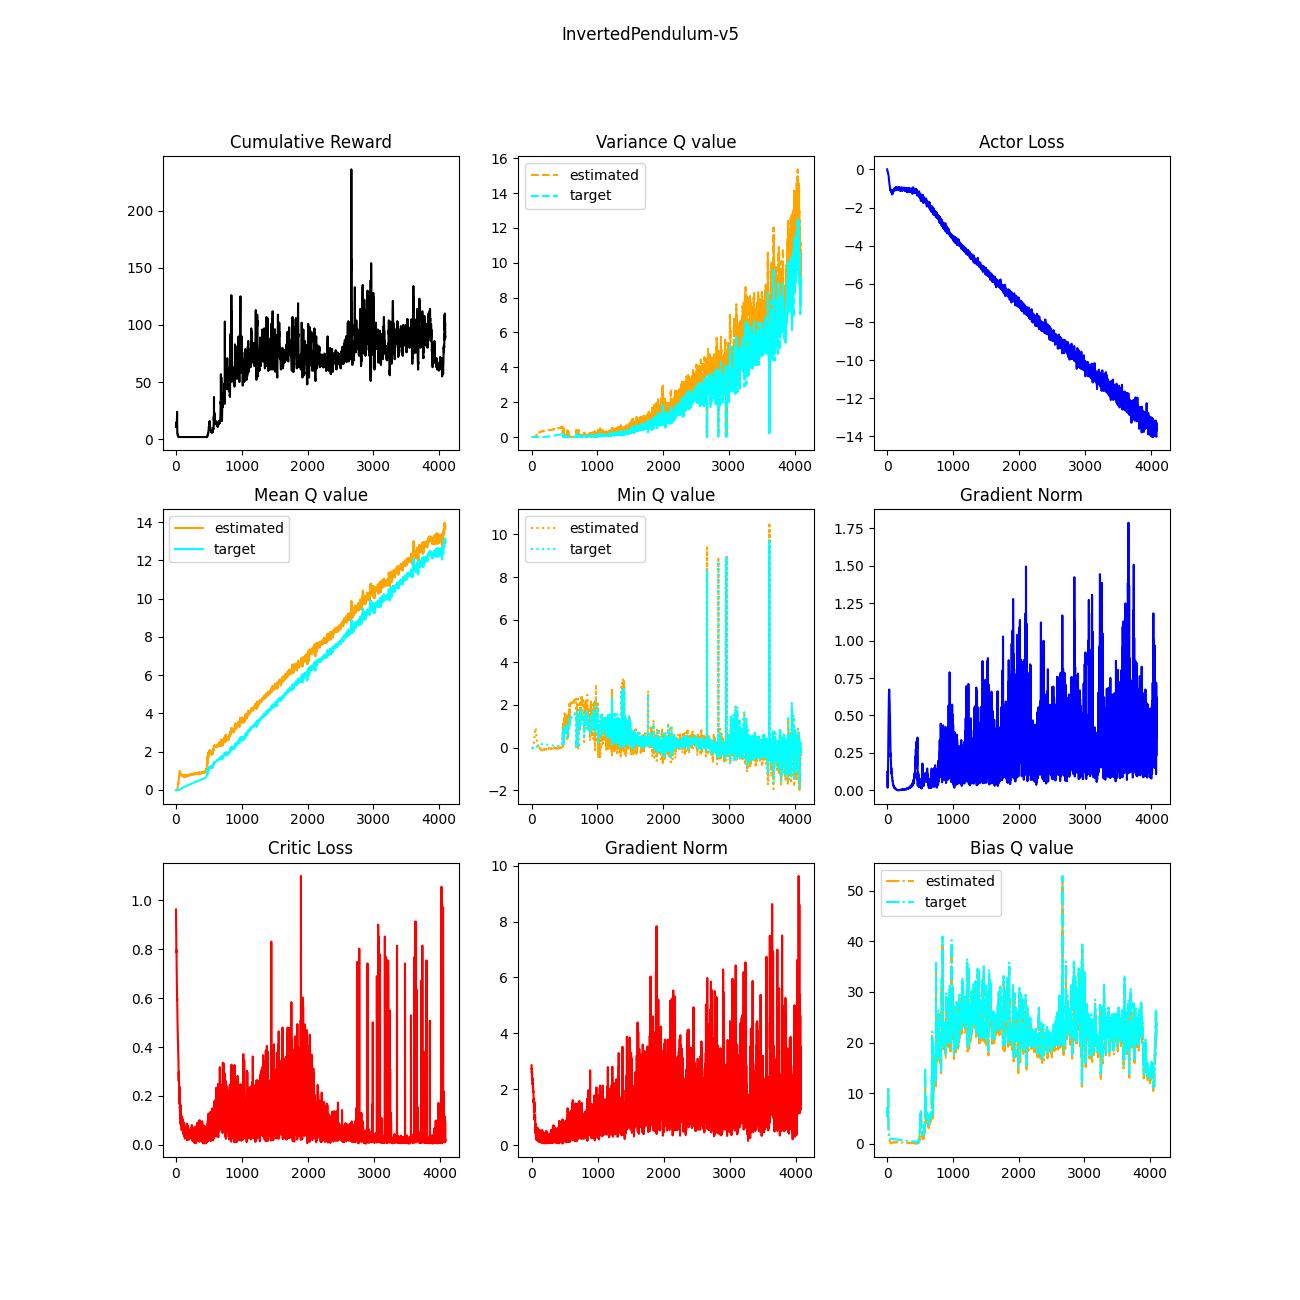 InvertedPendulum-v5
Cumulative Reward
200
150
100
50
0
0 1000 2000 3000 4000
Variance Q value
estimated
target
16
14
12
10
8
6
4
2
0
0 1000 2000 3000 4000
Actor Loss
0
−2
−4
−6
−8
−10
−12
−14
0 1000 2000 3000 4000
Mean Q value
estimated
target
14
12
10
8
6
4
2
0
0 1000 2000 3000 4000
Min Q value
estimated
target
10
8
6
4
2
0
−2
0 1000 2000 3000 4000
Gradient Norm
1.75
1.50
1.25
1.00
0.75
0.50
0.25
0.00
0 1000 2000 3000 4000
Critic Loss
1.0
0.8
0.6
0.4
0.2
0.0
0 1000 2000 3000 4000
Gradient Norm
10
8
6
4
2
0
0 1000 2000 3000 4000
Bias Q value
estimated
target
50
40
30
20
10
0
0 1000 2000 3000 4000